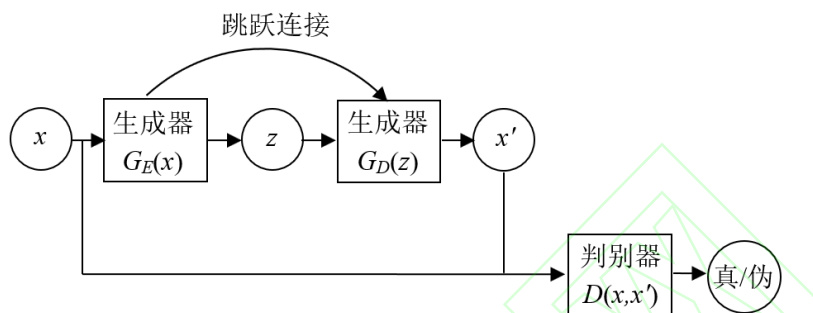 跳跃连接
x
生成器
G_E(x)
z
生成器
G_D(z)
x'
判别器
D(x,x')
真/伪